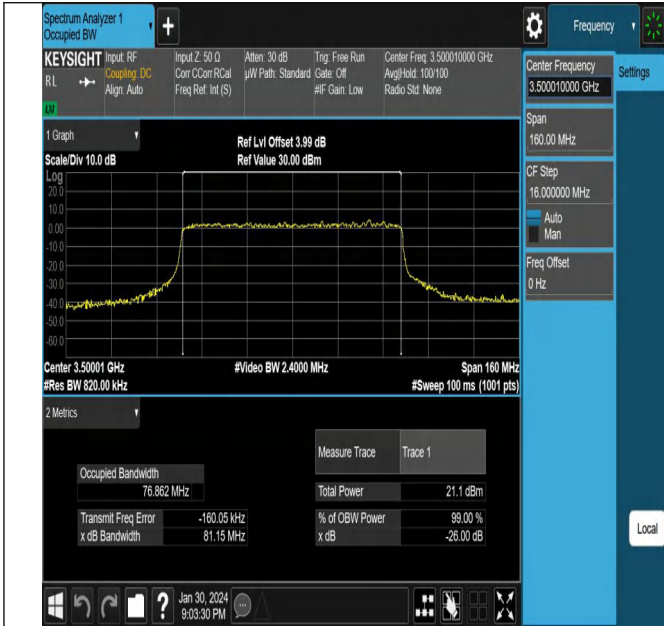 Spectrum Analyzer 1
Occupied BW
+
Frequency
KEYSIGHT
RL
LXI
Input: RF
Coupling: DC
Align: Auto
Input Z: 50 Ω
Corr CCorr RCal
Freq Ref: Int (S)
Atten: 30 dB
µW Path: Standard
Trig: Free Run
Gate: Off
#IF Gain: Low
Center Freq: 3.500010000 GHz
Avg|Hold: 100/100
Radio Std: None
Center Frequency
3.500010000 GHz
Settings
Span
160.00 MHz
CF Step
16.000000 MHz
Auto
Man
Freq Offset
0 Hz
Local
1 Graph
Scale/Div 10.0 dB
Ref Lvl Offset 3.99 dB
Ref Value 30.00 dBm
Log
20.0
10.0
0.00
-10.0
-20.0
-30.0
-40.0
-50.0
-60.0
Center 3.50001 GHz
#Video BW 2.4000 MHz
Span 160 MHz
#Res BW 820.00 kHz
#Sweep 100 ms (1001 pts)
2 Metrics
Measure Trace Trace 1
Occupied Bandwidth
76.862 MHz
Total Power 21.1 dBm
Transmit Freq Error -160.05 kHz
% of OBW Power 99.00 %
x dB Bandwidth 81.15 MHz
x dB -26.00 dB
?
Jan 30, 2024
9:03:30 PM